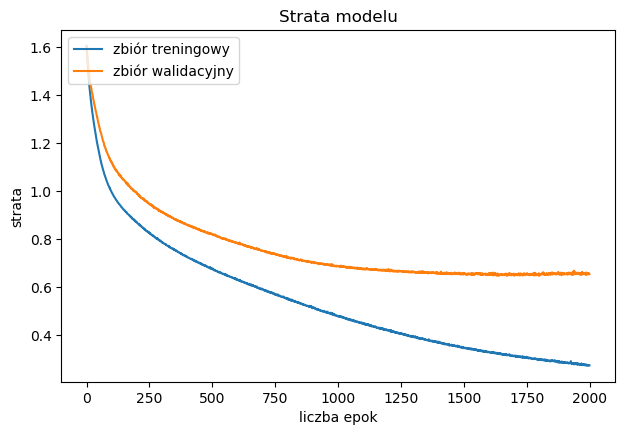 Strata modelu
zbiór treningowy
zbiór walidacyjny
strata
1.6
1.4
1.2
1.0
0.8
0.6
0.4
0 250 500 750 1000 1250 1500 1750 2000
liczba epok